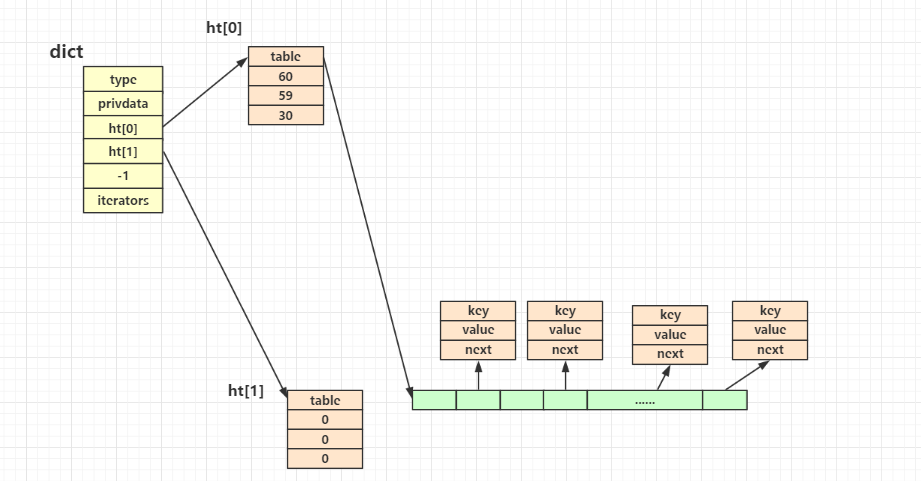 ht[0]
dict
table
60
59
30
type
privdata
ht[0]
ht[1]
-1
iterators
key
value
next
key
value
next
key
value
next
key
value
next
ht[1]
table
0
0
0
......